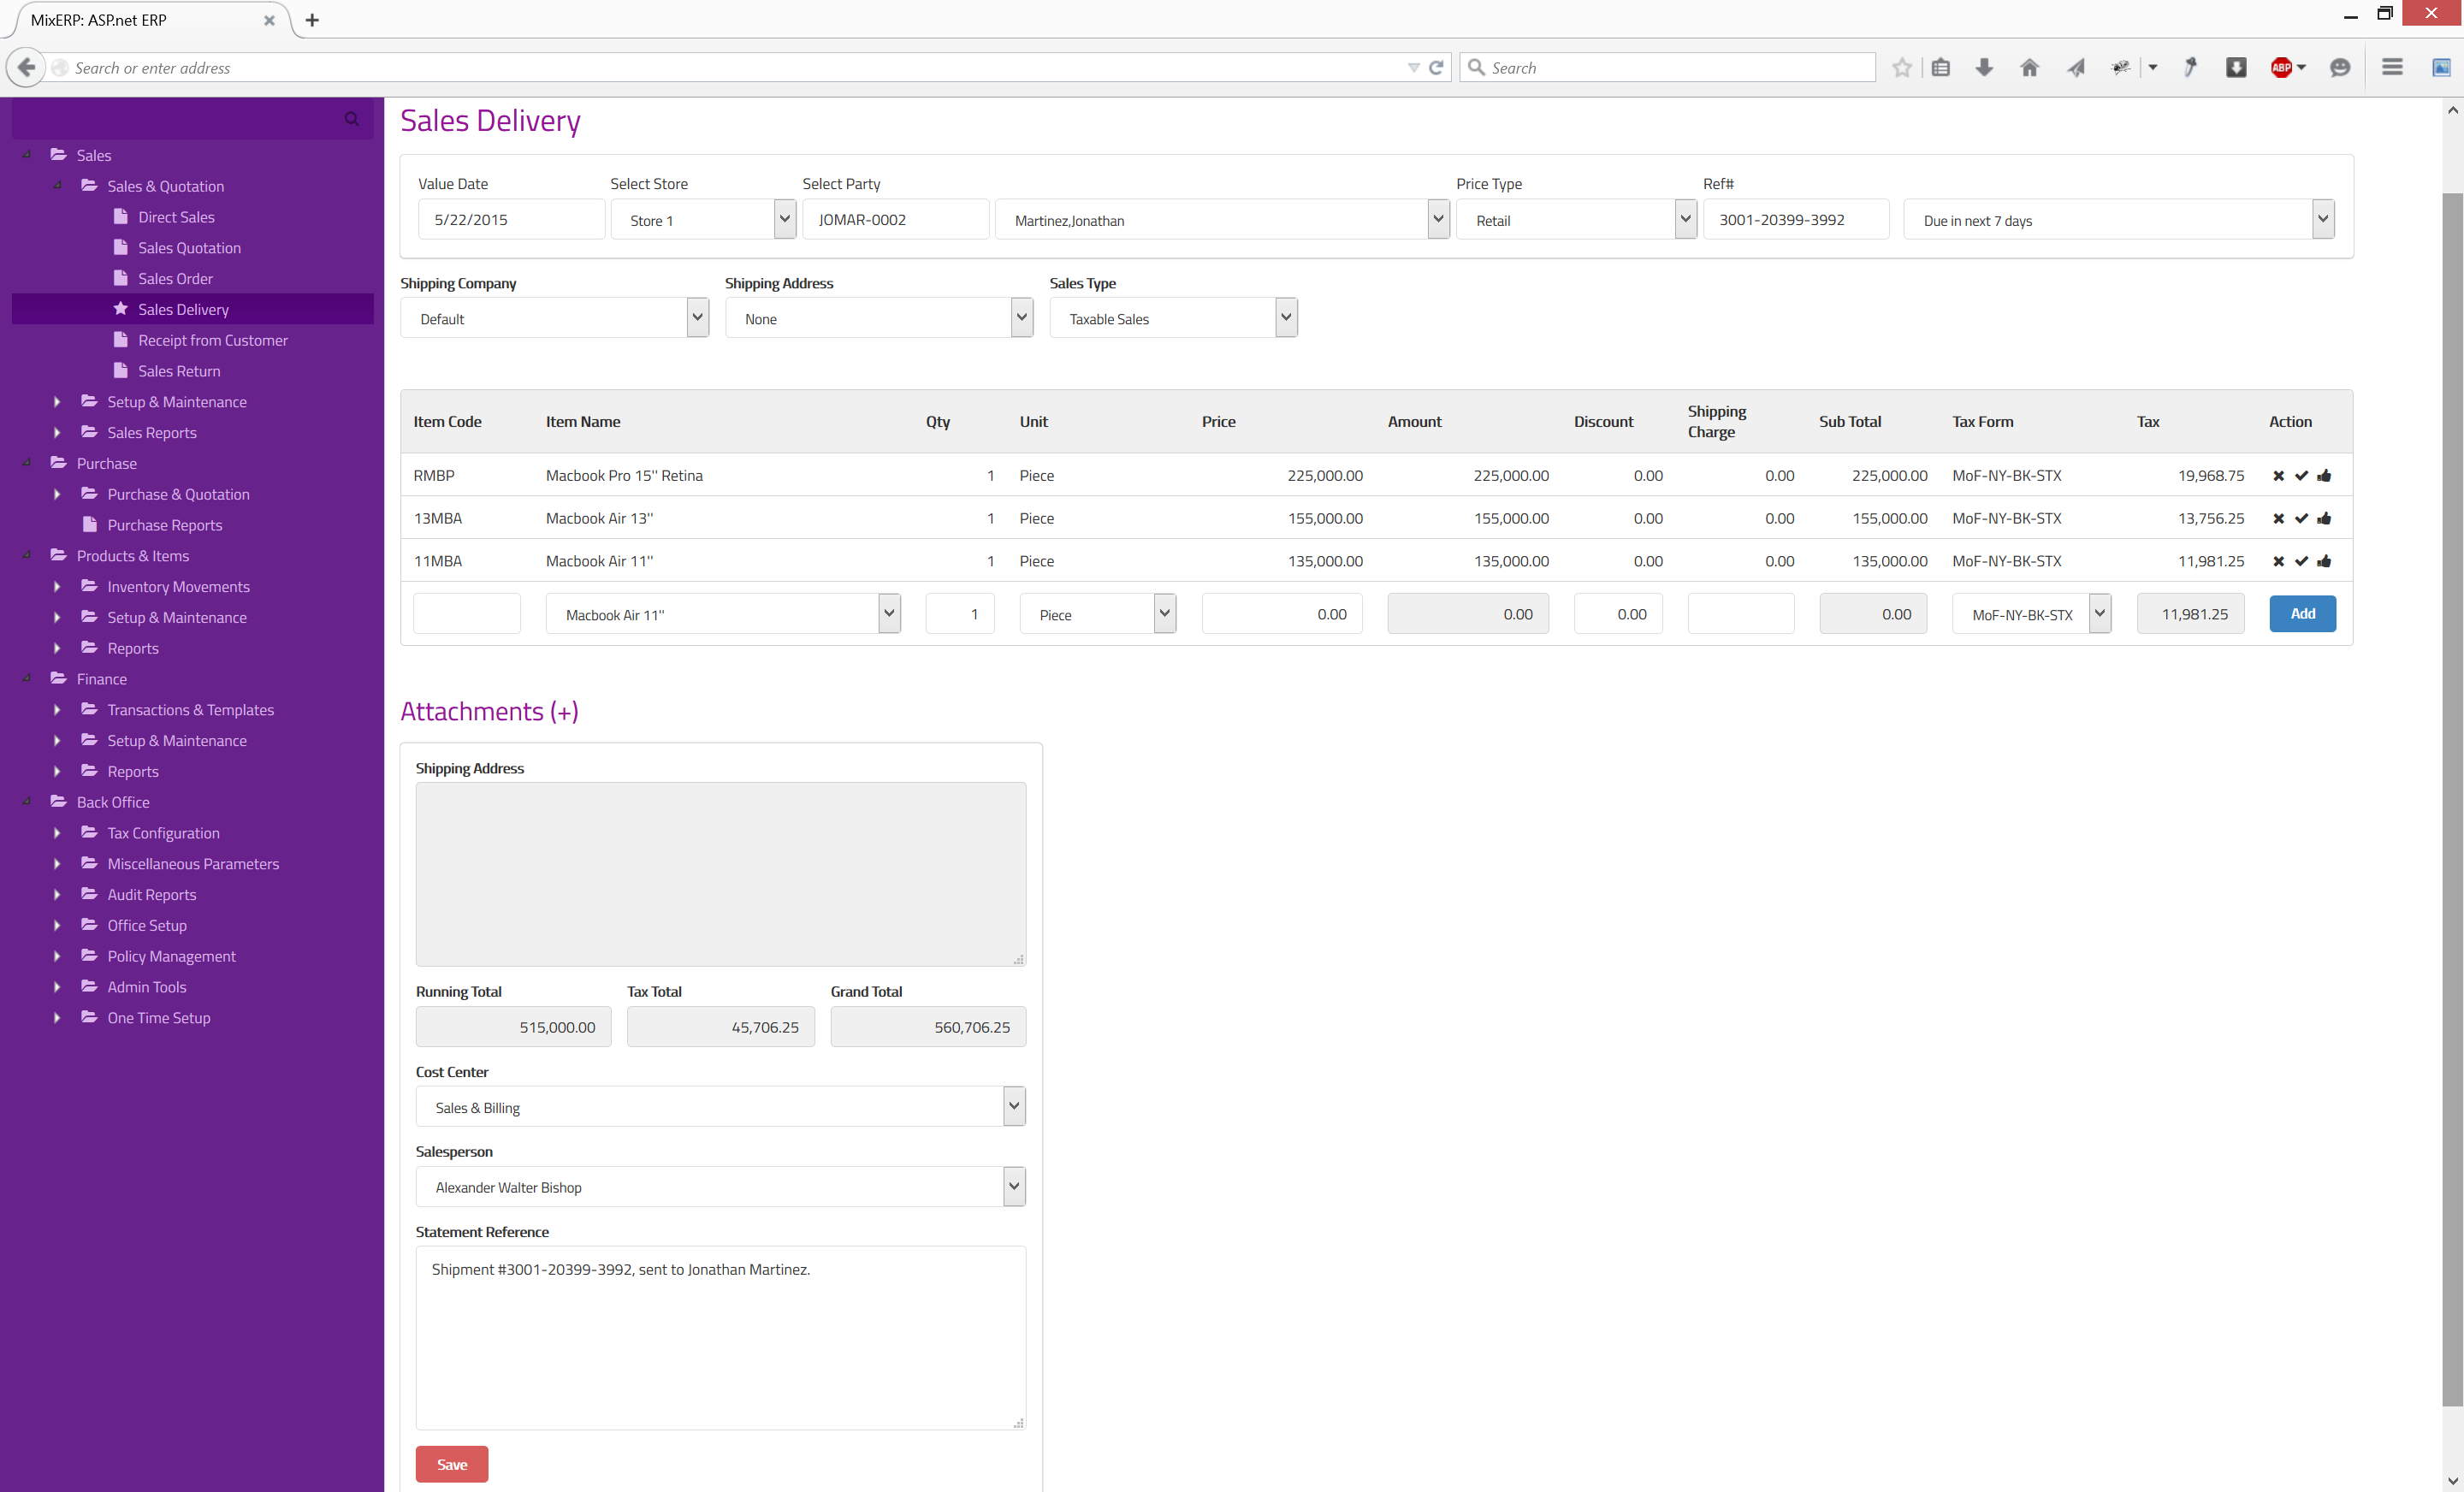 MixERP: ASP.net ERP
Search or enter address
Search
ABP
Sales
Sales & Quotation
Direct Sales
Sales Quotation
Sales Order
Sales Delivery
Receipt from Customer
Sales Return
Setup & Maintenance
Sales Reports
Purchase
Purchase & Quotation
Purchase Reports
Products & Items
Inventory Movements
Setup & Maintenance
Reports
Finance
Transactions & Templates
Setup & Maintenance
Reports
Back Office
Tax Configuration
Miscellaneous Parameters
Audit Reports
Office Setup
Policy Management
Admin Tools
One Time Setup
Sales Delivery
Value Date Select Store Select Party Price Type Ref#
5/22/2015 Store 1 JOMAR-0002 Martinez,Jonathan Retail 3001-20399-3992 Due in next 7 days
Shipping Company Shipping Address Sales Type
Default None Taxable Sales
Item Code Item Name Qty Unit Price Amount Discount Shipping Charge Sub Total Tax Form Tax Action
RMBP Macbook Pro 15'' Retina 1 Piece 225,000.00 225,000.00 0.00 0.00 225,000.00 MoF-NY-BK-STX 19,968.75
13MBA Macbook Air 13'' 1 Piece 155,000.00 155,000.00 0.00 0.00 155,000.00 MoF-NY-BK-STX 13,756.25
11MBA Macbook Air 11'' 1 Piece 135,000.00 135,000.00 0.00 0.00 135,000.00 MoF-NY-BK-STX 11,981.25
Macbook Air 11'' 1 Piece 0.00 0.00 0.00 0.00 MoF-NY-BK-STX 11,981.25 Add
Attachments (+)
Shipping Address
Running Total Tax Total Grand Total
515,000.00 45,706.25 560,706.25
Cost Center
Sales & Billing
Salesperson
Alexander Walter Bishop
Statement Reference
Shipment #3001-20399-3992, sent to Jonathan Martinez.
Save